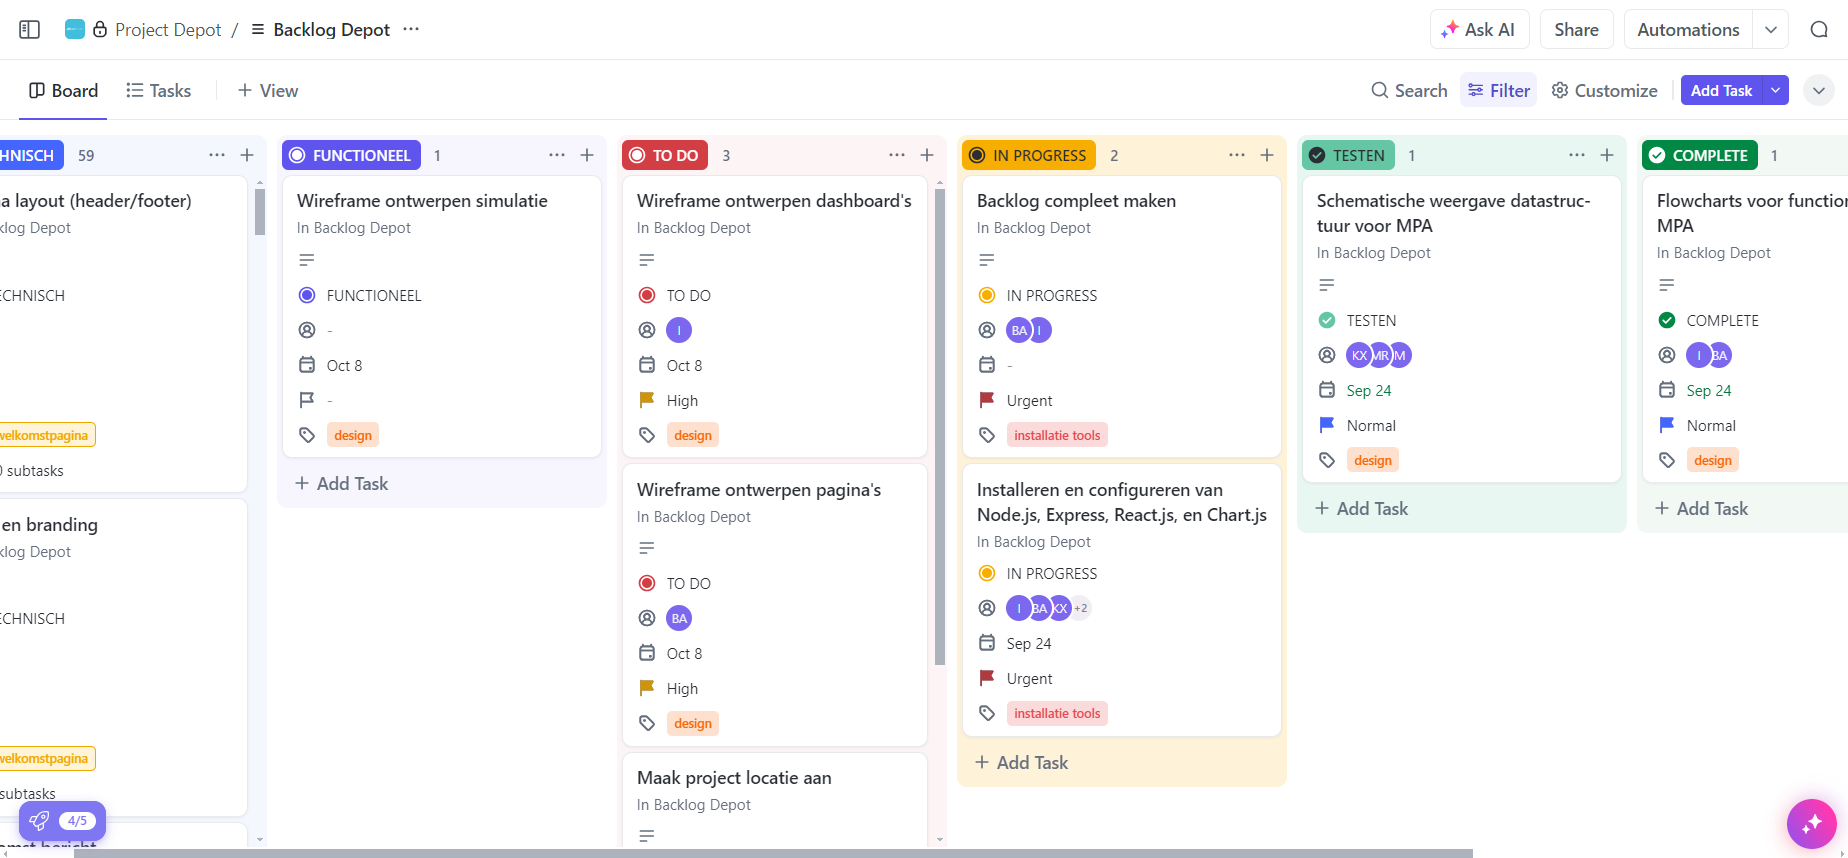 Project Depot / Backlog Depot
Ask AI
Share
Automations
Board
Tasks
View
Search
Filter
Customize
Add Task
HNISCH 59
a layout (header/footer)
klog Depot
ECHNISCH
welkomstpagina
0 subtasks
en branding
klog Depot
ECHNISCH
welkomstpagina
subtasks
4/5
FUNCTIONEEL 1
Wireframe ontwerpen simulatie
In Backlog Depot
FUNCTIONEEL
-
Oct 8
-
design
Add Task
TO DO 3
Wireframe ontwerpen dashboard's
In Backlog Depot
TO DO
I
Oct 8
High
design
Wireframe ontwerpen pagina's
In Backlog Depot
TO DO
BA
Oct 8
High
design
Maak project locatie aan
In Backlog Depot
IN PROGRESS 2
Backlog compleet maken
In Backlog Depot
IN PROGRESS
BA I
-
Urgent
installatie tools
Installeren en configureren van
Node.js, Express, React.js, en Chart.js
In Backlog Depot
IN PROGRESS
I BA KX +2
Sep 24
Urgent
installatie tools
Add Task
TESTEN 1
Schematische weergave datastruc-
tuur voor MPA
In Backlog Depot
TESTEN
KX MR M
Sep 24
Normal
design
Add Task
COMPLETE 1
Flowcharts voor function
MPA
In Backlog Depot
COMPLETE
I BA
Sep 24
Normal
design
Add Task